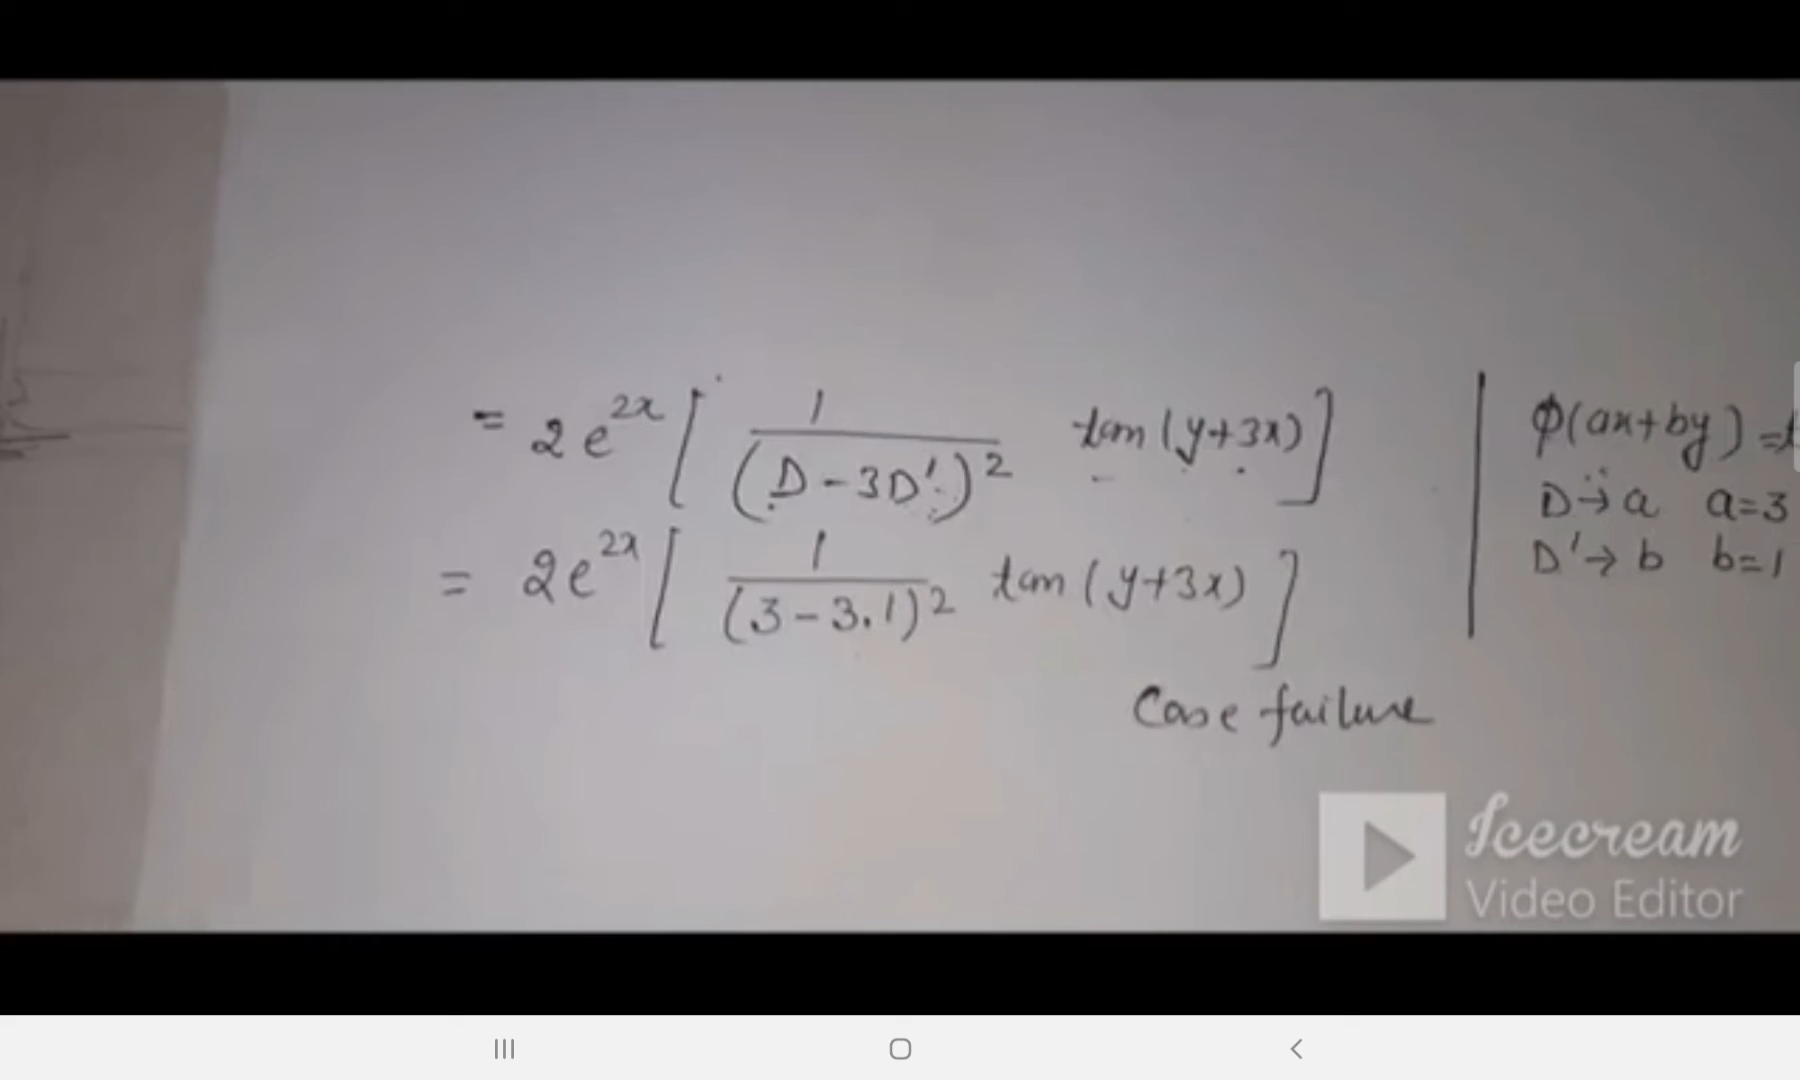 = 2e^{2x} [ 1/(D-3D')^2 tan(y+3x) ]
= 2e^{2x} [ 1/(3-3.1)^2 tan(y+3x) ]
Case failure
φ(ax+by) =
D→a a=3
D'→b b=1
Icecream
Video Editor